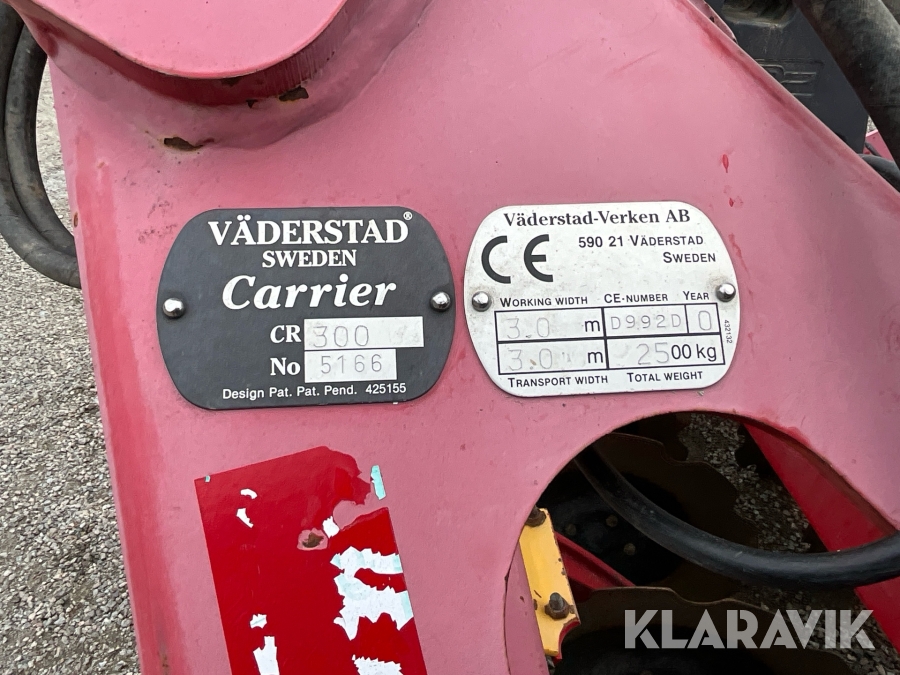 VÄDERSTAD®
SWEDEN
Carrier
CR 300
No 5166
Design Pat. Pat. Pend. 425155
Väderstad-Verken AB
CE 590 21 VÄDERSTAD
SWEDEN
WORKING WIDTH CE-NUMBER YEAR
3.0 m D992D 0
3.0 m 2500 kg
TRANSPORT WIDTH TOTAL WEIGHT
432132
KLARAVIK